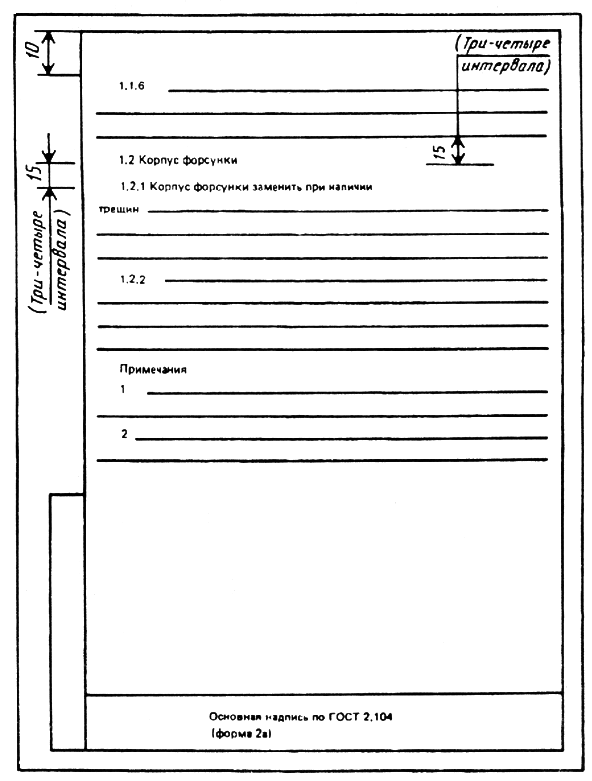 10
(Три-четыре
интервала)
1.1.6
15
15
1.2 Корпус форсунки
1.2.1 Корпус форсунки заменить при наличии
трещин
(Три-четыре
интервала)
1.2.2
Примечания
1
2
Основная надпись по ГОСТ 2.104
(форма 2а)